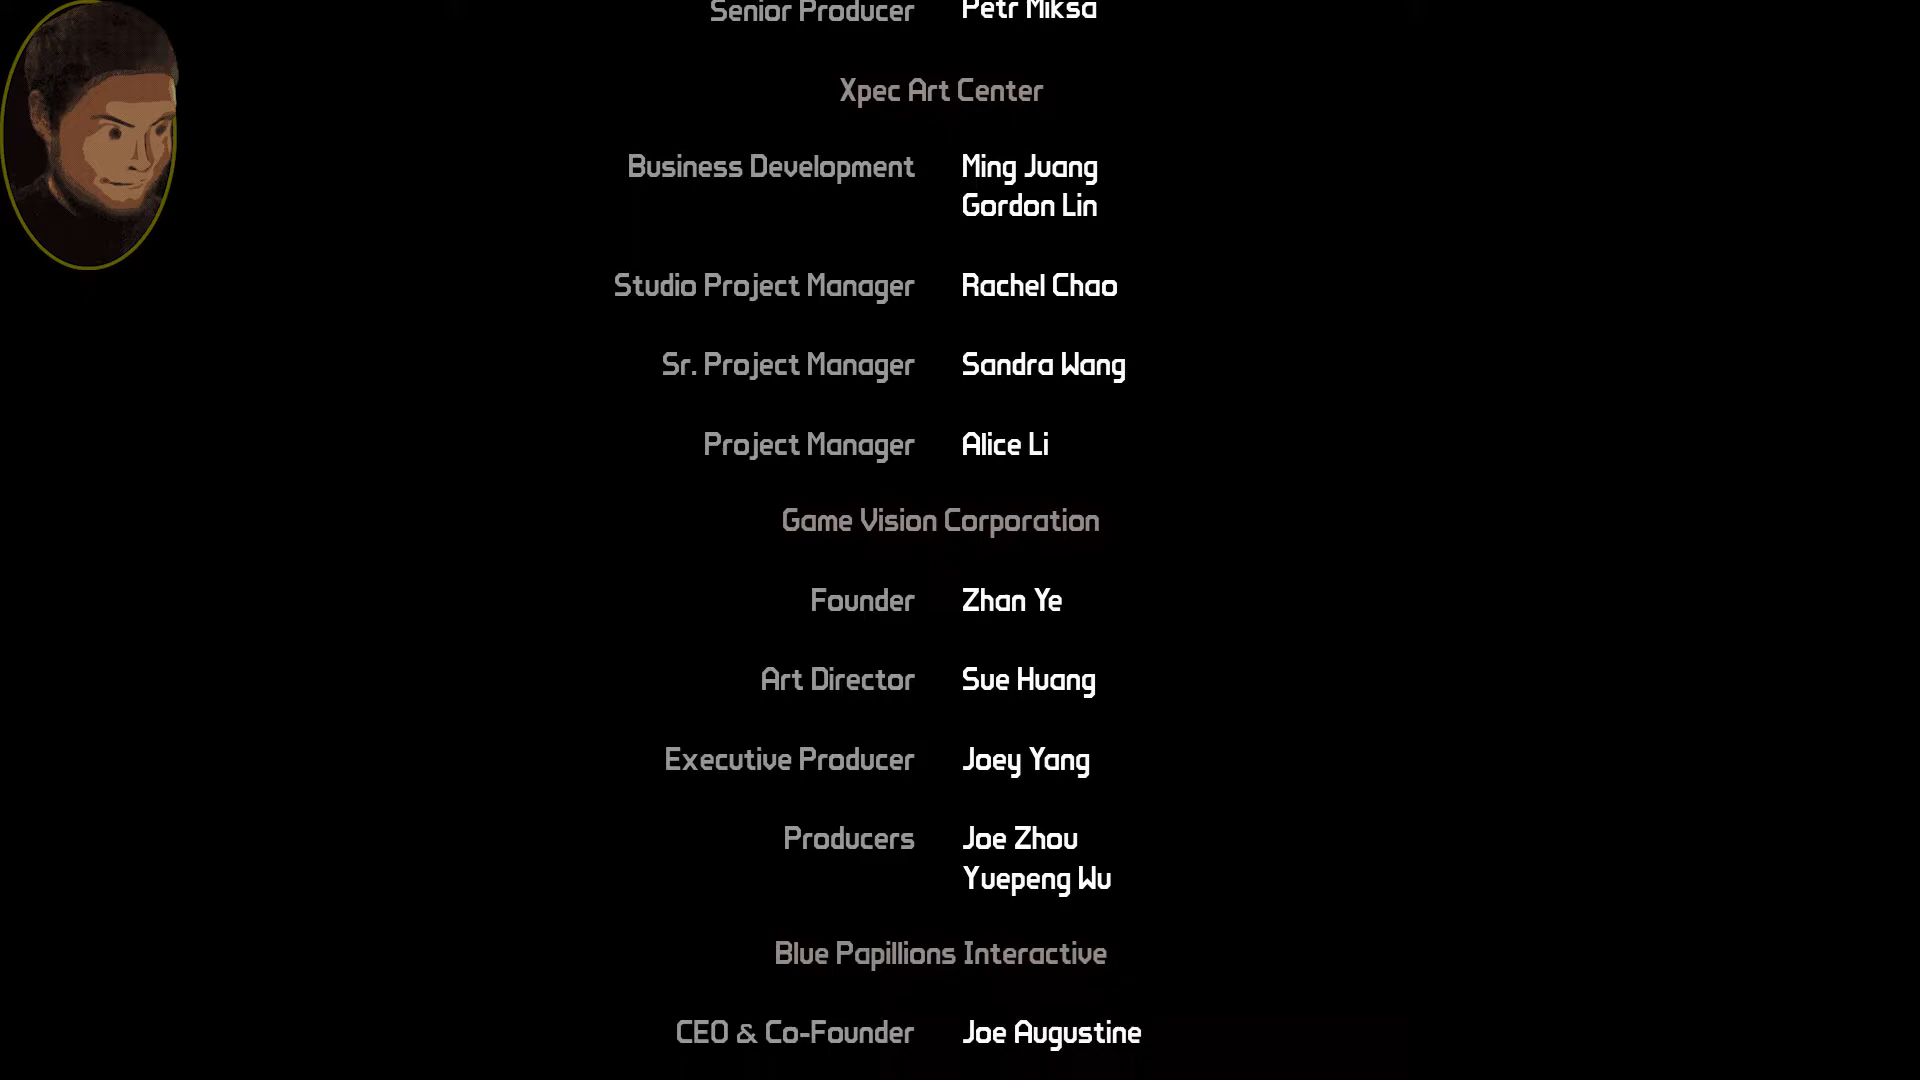 Senior Producer Petr Miksa
Xpec Art Center
Business Development Ming Juang
Gordon Lin
Studio Project Manager Rachel Chao
Sr. Project Manager Sandra Wang
Project Manager Alice Li
Game Vision Corporation
Founder Zhan Ye
Art Director Sue Huang
Executive Producer Joey Yang
Producers Joe Zhou
Yuepeng Wu
Blue Papillions Interactive
CEO & Co-Founder Joe Augustine